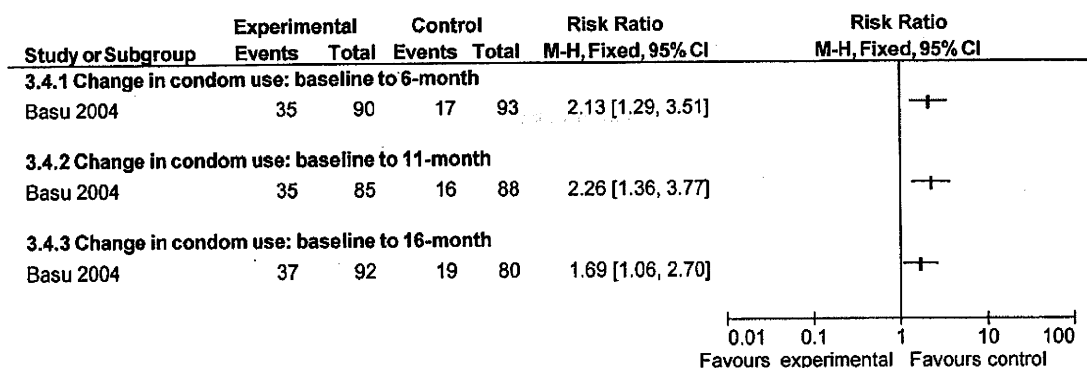 Experimental Control Risk Ratio Risk Ratio
Study or Subgroup Events Total Events Total M-H, Fixed, 95% CI M-H, Fixed, 95% CI
3.4.1 Change in condom use: baseline to 6-month
Basu 2004 35 90 17 93 2.13 [1.29, 3.51]
3.4.2 Change in condom use: baseline to 11-month
Basu 2004 35 85 16 88 2.26 [1.36, 3.77]
3.4.3 Change in condom use: baseline to 16-month
Basu 2004 37 92 19 80 1.69 [1.06, 2.70]
0.01 0.1 1 10 100
Favours experimental Favours control